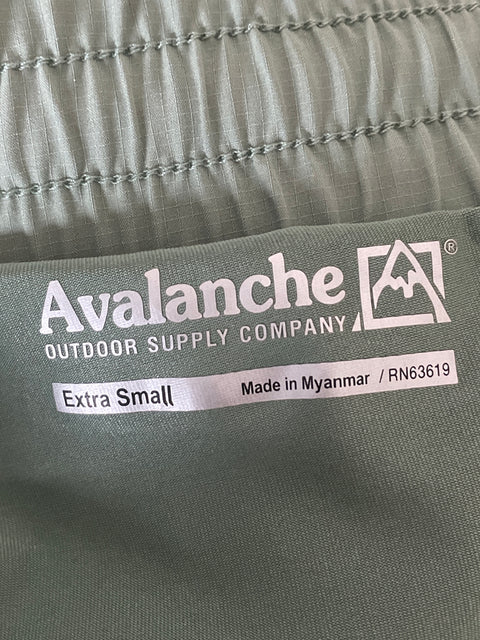 Avalanche ®
OUTDOOR SUPPLY COMPANY
Extra Small Made in Myanmar / RN63619